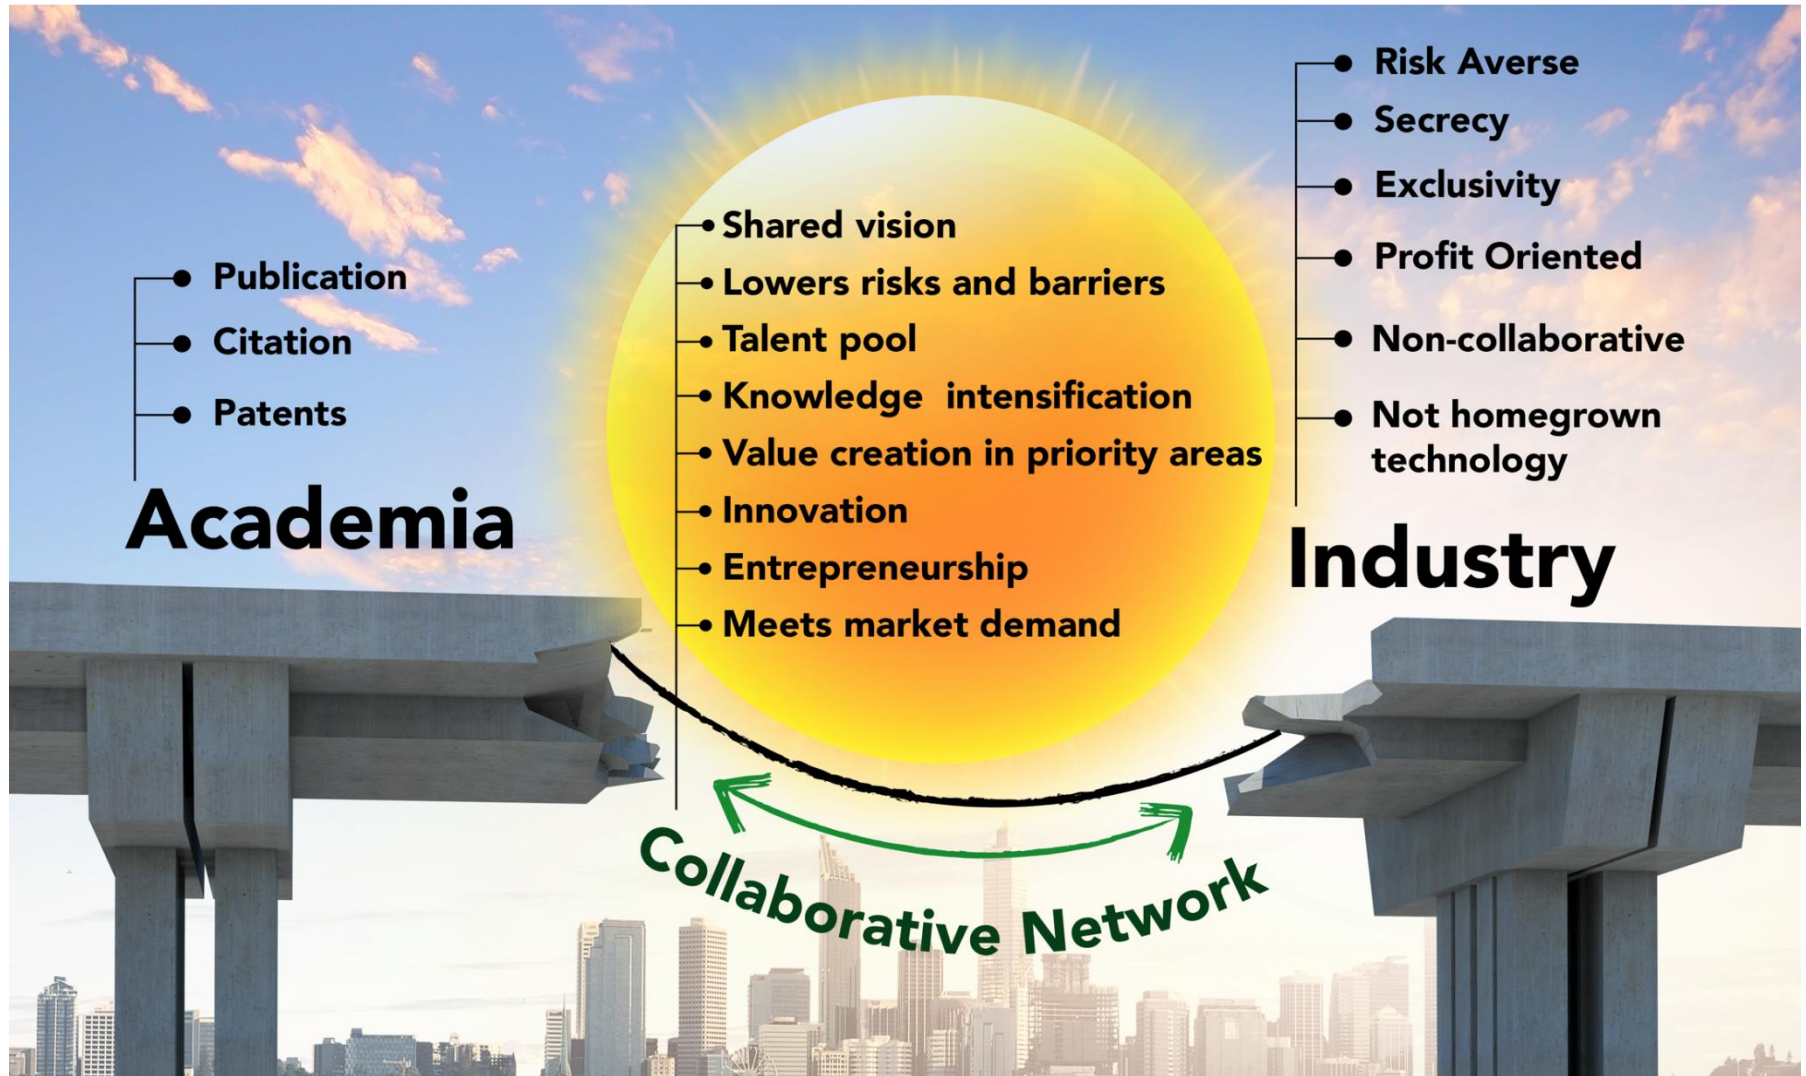 Publication
Citation
Patents
Academia
Shared vision
Lowers risks and barriers
Talent pool
Knowledge intensification
Value creation in priority areas
Innovation
Entrepreneurship
Meets market demand
Collaborative Network
Risk Averse
Secrecy
Exclusivity
Profit Oriented
Non-collaborative
Not homegrown
technology
Industry